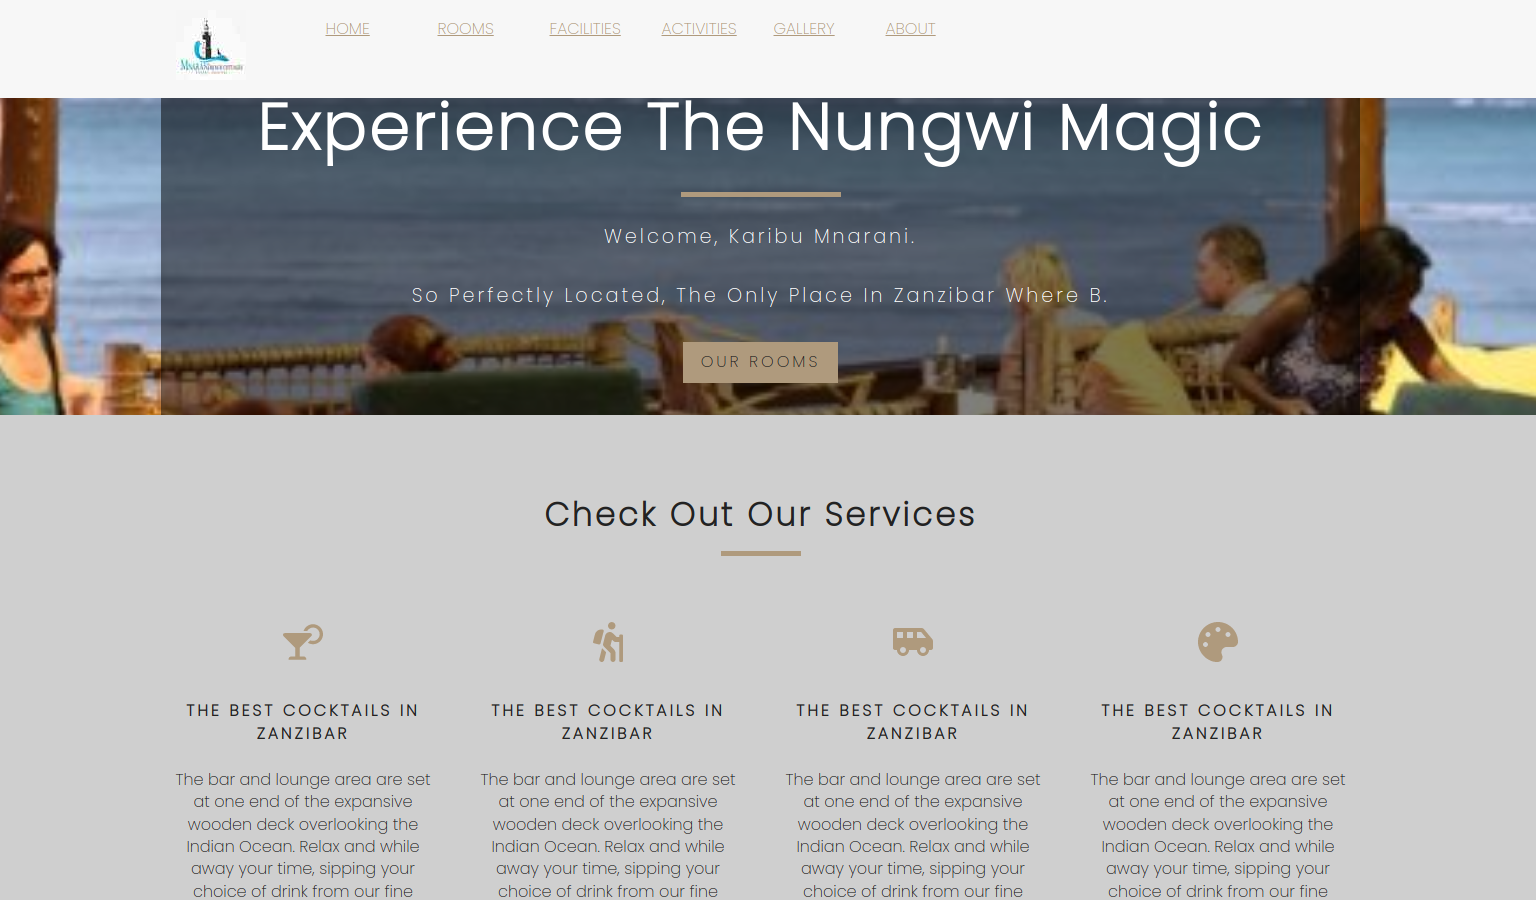 HOME ROOMS FACILITIES ACTIVITIES GALLERY ABOUT
Experience The Nungwi Magic
Welcome, Karibu Mnarani.
So Perfectly Located, The Only Place In Zanzibar Where B.
OUR ROOMS
Check Out Our Services
THE BEST COCKTAILS IN
ZANZIBAR
The bar and lounge area are set
at one end of the expansive
wooden deck overlooking the
Indian Ocean. Relax and while
away your time, sipping your
choice of drink from our fine
THE BEST COCKTAILS IN
ZANZIBAR
The bar and lounge area are set
at one end of the expansive
wooden deck overlooking the
Indian Ocean. Relax and while
away your time, sipping your
choice of drink from our fine
THE BEST COCKTAILS IN
ZANZIBAR
The bar and lounge area are set
at one end of the expansive
wooden deck overlooking the
Indian Ocean. Relax and while
away your time, sipping your
choice of drink from our fine
THE BEST COCKTAILS IN
ZANZIBAR
The bar and lounge area are set
at one end of the expansive
wooden deck overlooking the
Indian Ocean. Relax and while
away your time, sipping your
choice of drink from our fine